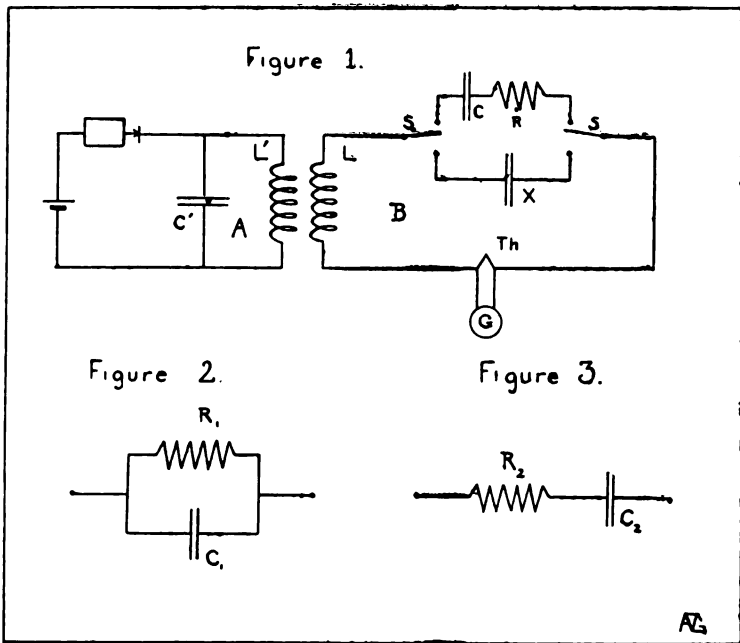 Figure 1.
C
R
S
S
L'
L
X
C'
A
B
Th
G
Figure 2.
Figure 3.
R₁
R₂
C₁
C₂